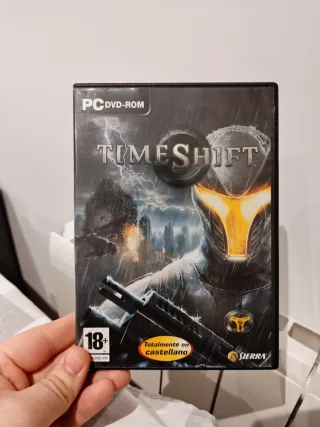 PC DVD-ROM
TIMESHIFT
18+
Totalmente en
castellano
SIERRA